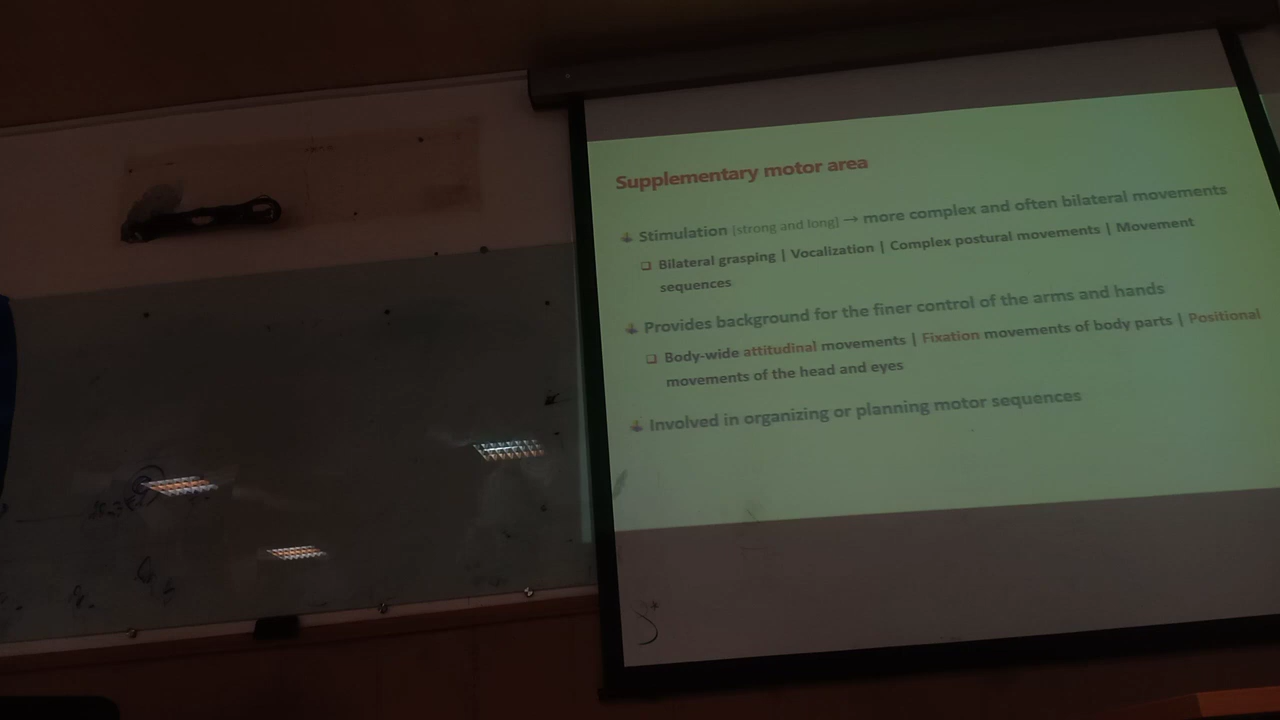 Supplementary motor area
Stimulation [strong and long] → more complex and often bilateral movements
Bilateral grasping | Vocalization | Complex postural movements | Movement
sequences
Provides background for the finer control of the arms and hands
Body-wide attitudinal movements | Fixation movements of body parts | Positional
movements of the head and eyes
Involved in organizing or planning motor sequences